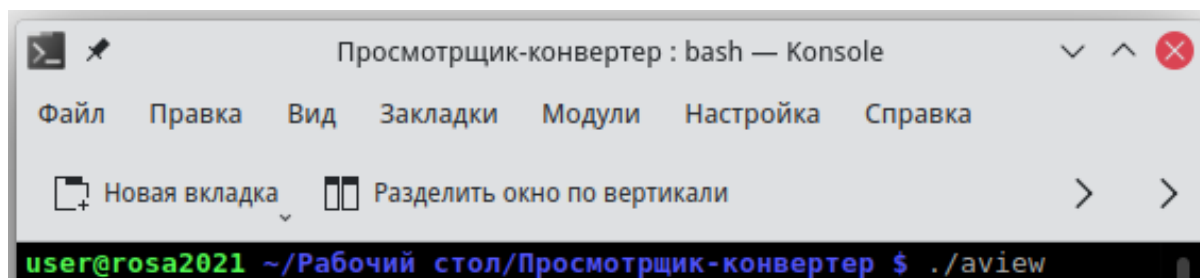 Просмотрщик-конвертер : bash — Konsole
Файл Правка Вид Закладки Модули Настройка Справка
Новая вкладка Разделить окно по вертикали
user@rosa2021 ~/Рабочий стол/Просмотрщик-конвертер $ ./aview